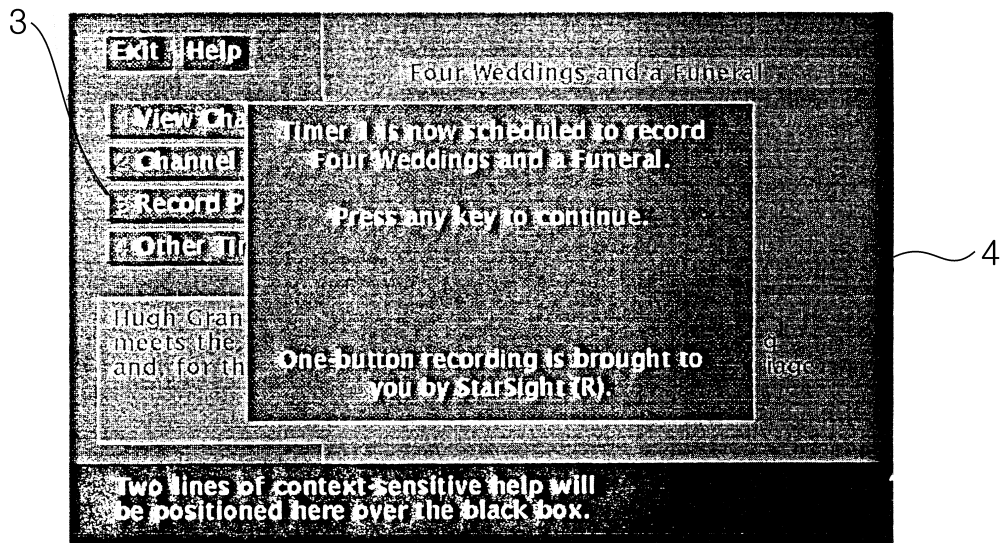 3
Exit Help
Four Weddings and a Funeral
View Cha
Channel
Record P
Other Ti
Timer 1 is now scheduled to record
Four Weddings and a Funeral.
Press any key to continue.
Hugh Gran
meets the
and, for th
iage
One-button recording is brought to
you by StarSight (R).
4
Two lines of context-sensitive help will
be positioned here over the black box.